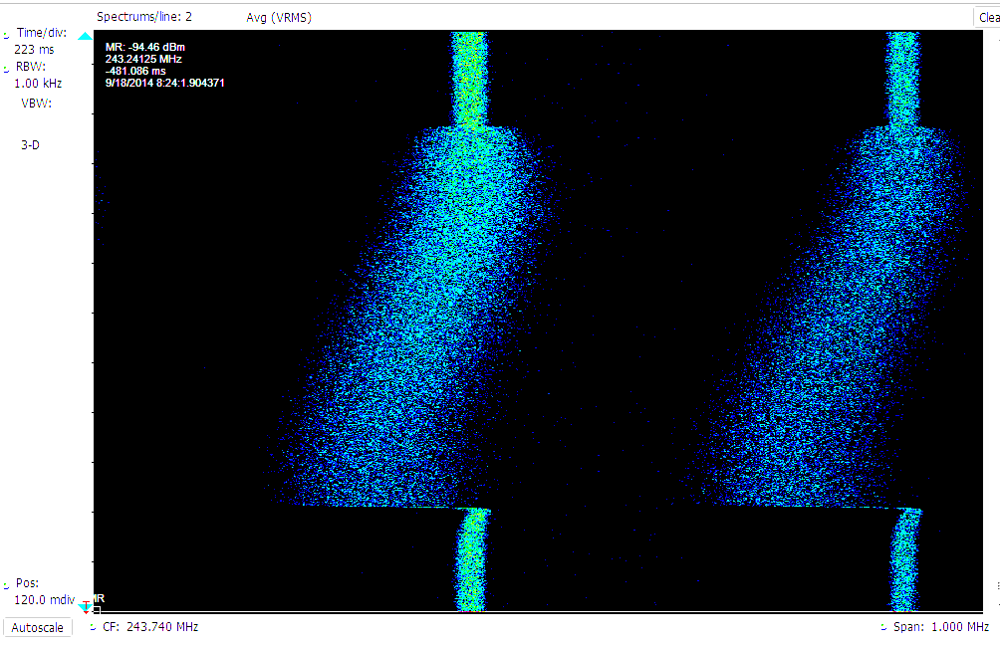 Spectrums/line: 2
Avg (VRMS)
Time/div:
223 ms
RBW:
1.00 kHz
VBW:
3-D
MR: -94.46 dBm
243.24125 MHz
-481.086 ms
9/18/2014 8:24:1.904371
Pos:
120.0 mdiv
MR
Autoscale
CF: 243.740 MHz
Span: 1.000 MHz